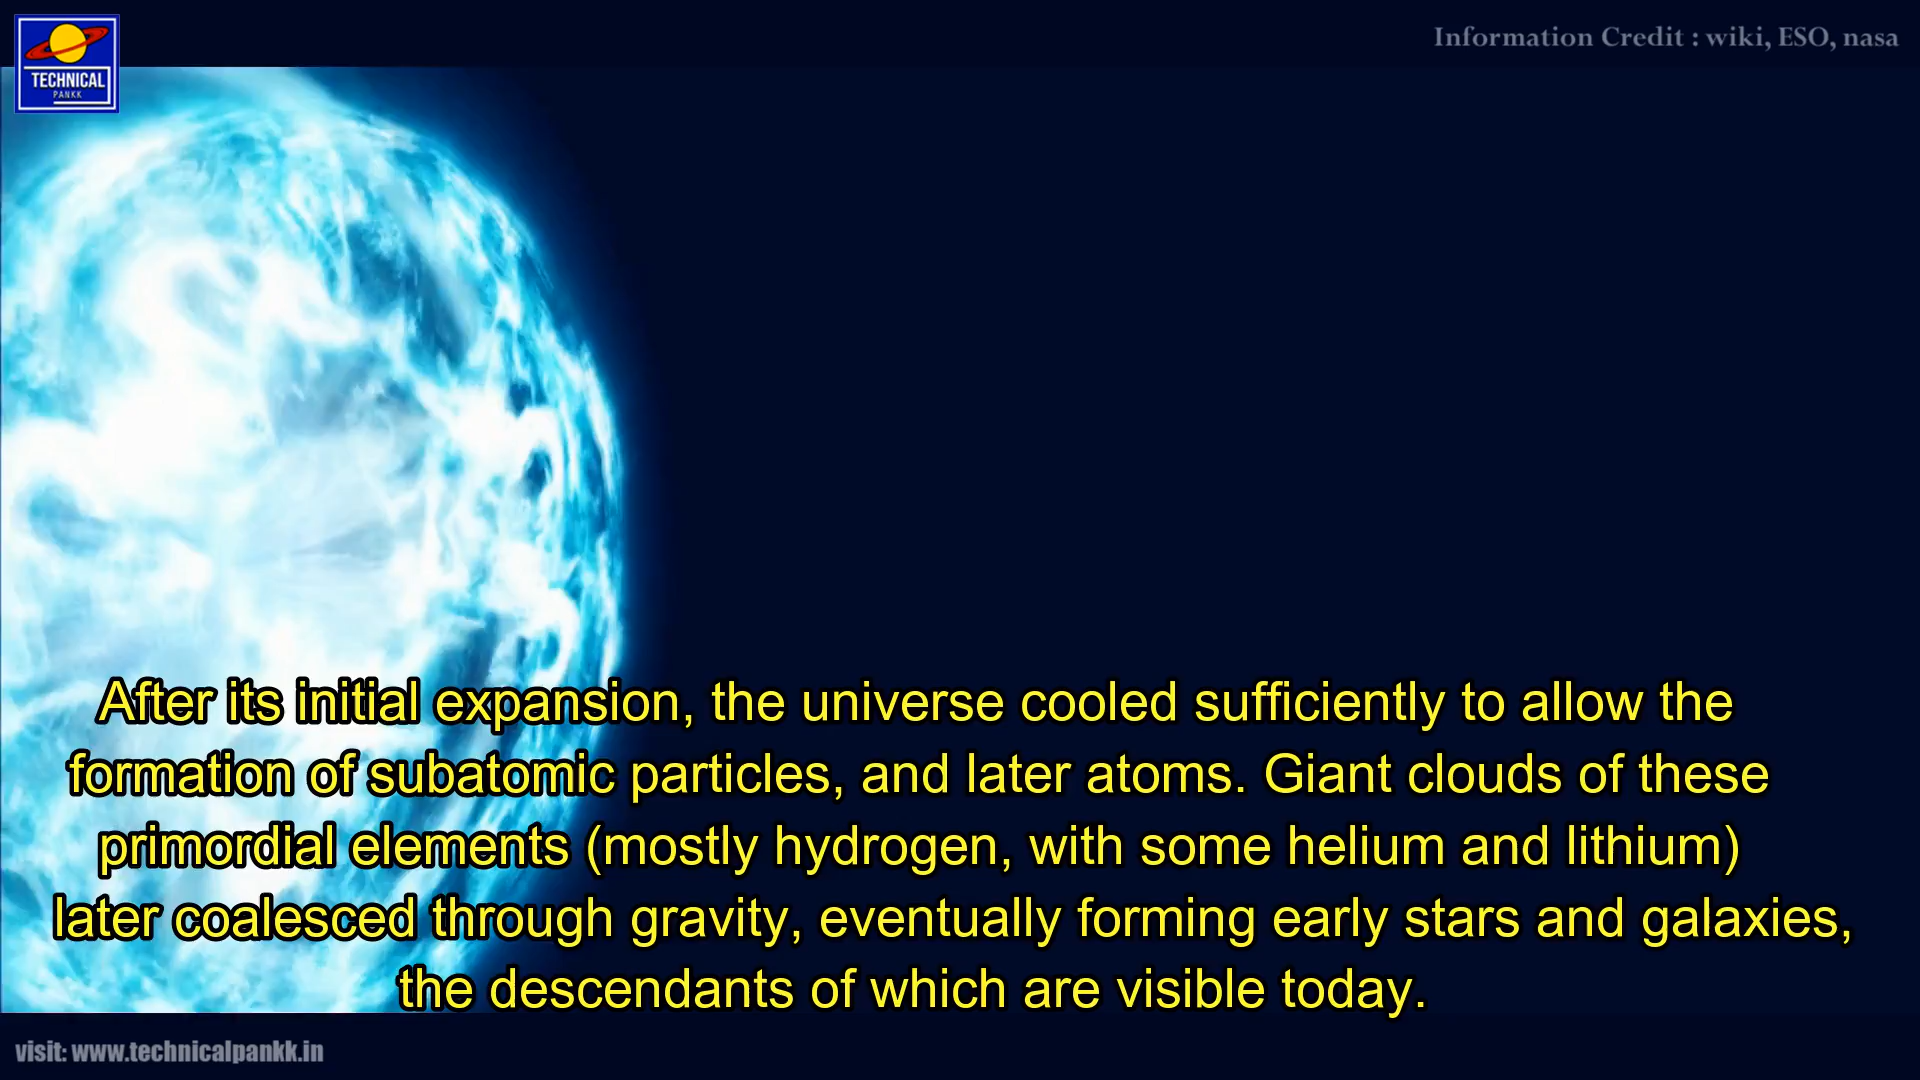 TECHNICAL
PANKK
Information Credit : wiki, ESO, nasa
After its initial expansion, the universe cooled sufficiently to allow the
formation of subatomic particles, and later atoms. Giant clouds of these
primordial elements (mostly hydrogen, with some helium and lithium)
later coalesced through gravity, eventually forming early stars and galaxies,
the descendants of which are visible today.
visit: www.technicalpankk.in